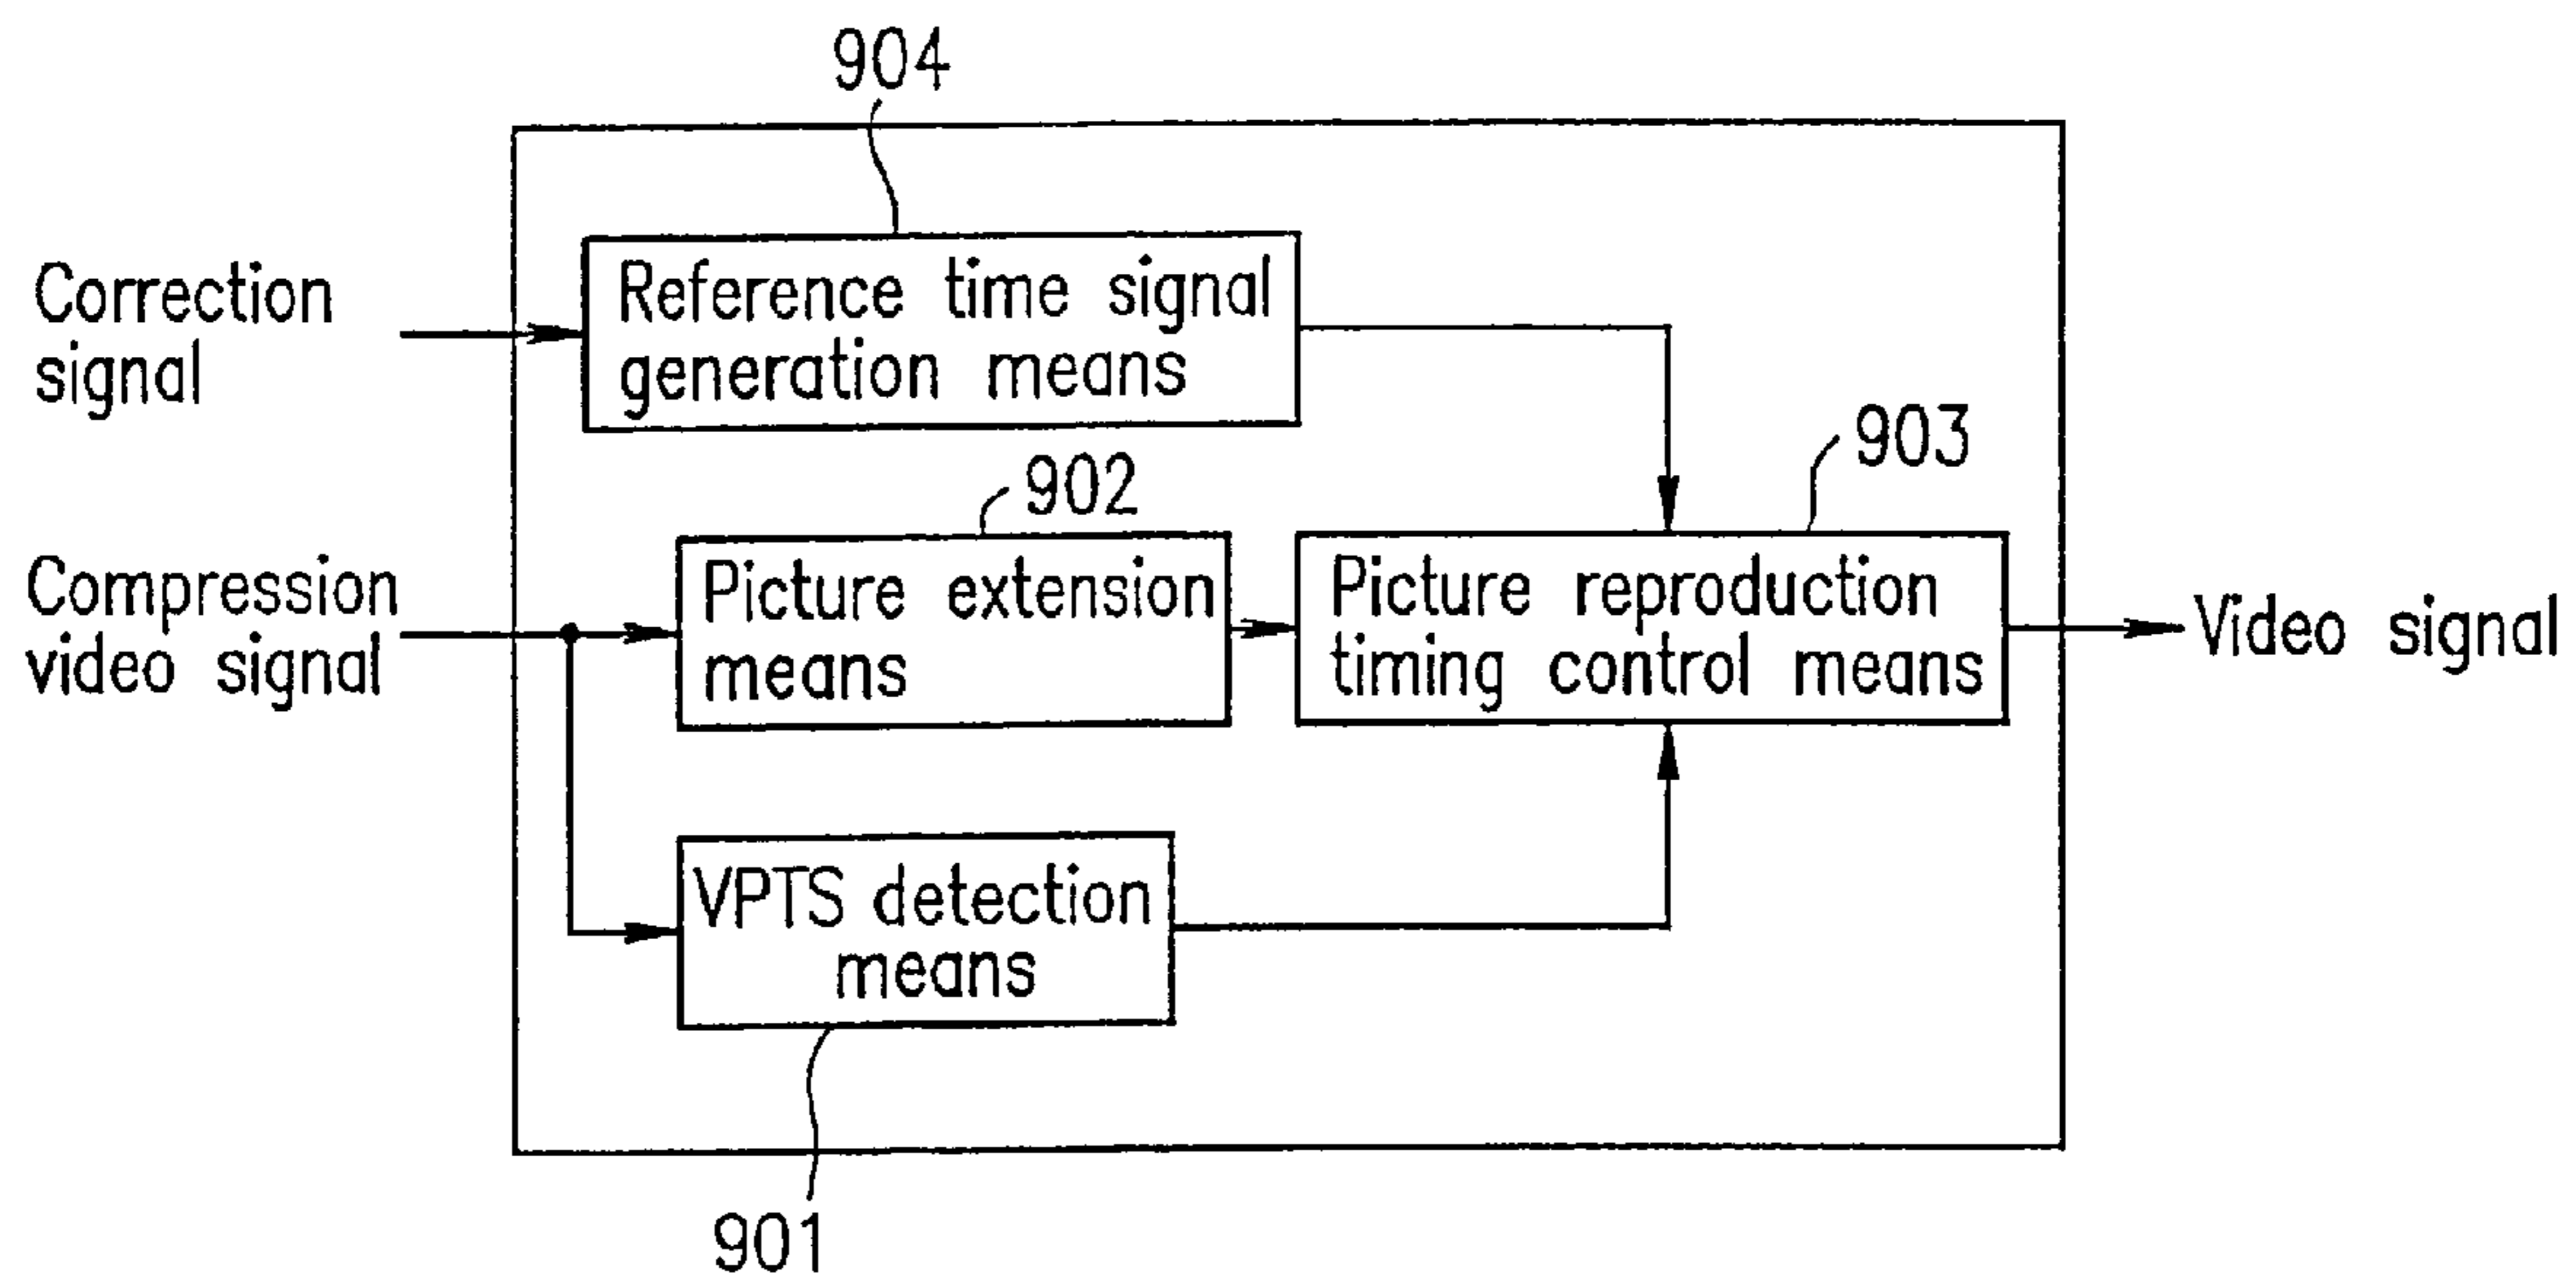 904
Correction
signal
Reference time signal
generation means
902
903
Compression
video signal
Picture extension
means
Picture reproduction
timing control means
Video signal
VPTS detection
means
901